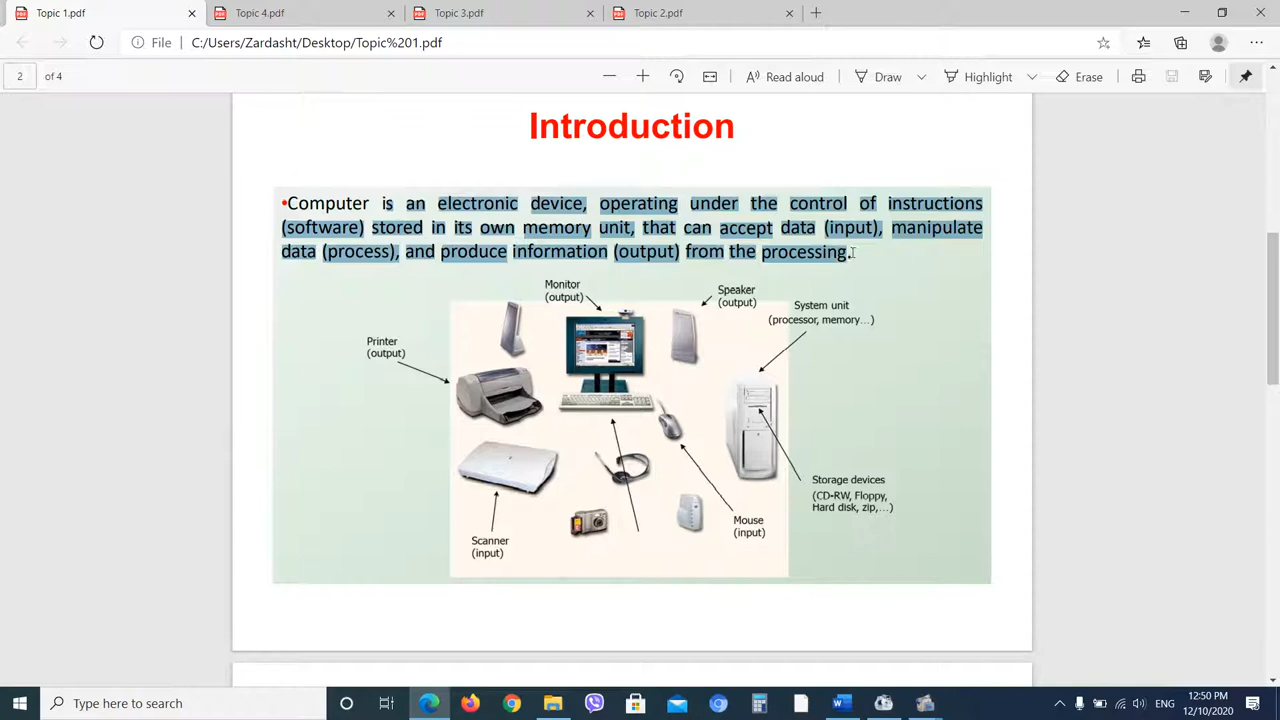 Topic 1.pdf
Topic 4.pdf
Topic 3.pdf
Topic 2.pdf
File
C:/Users/Zardasht/Desktop/Topic%201.pdf
2
of 4
Read aloud
Draw
Highlight
Erase
Introduction
•Computer is an electronic device, operating under the control of instructions
(software) stored in its own memory unit, that can accept data (input), manipulate
data (process), and produce information (output) from the processing.
Monitor
(output)
Speaker
(output)
System unit
(processor, memory…)
Printer
(output)
Storage devices
(CD-RW, Floppy,
Hard disk, zip,…)
Mouse
(input)
Scanner
(input)
Type here to search
ENG
12:50 PM
12/10/2020